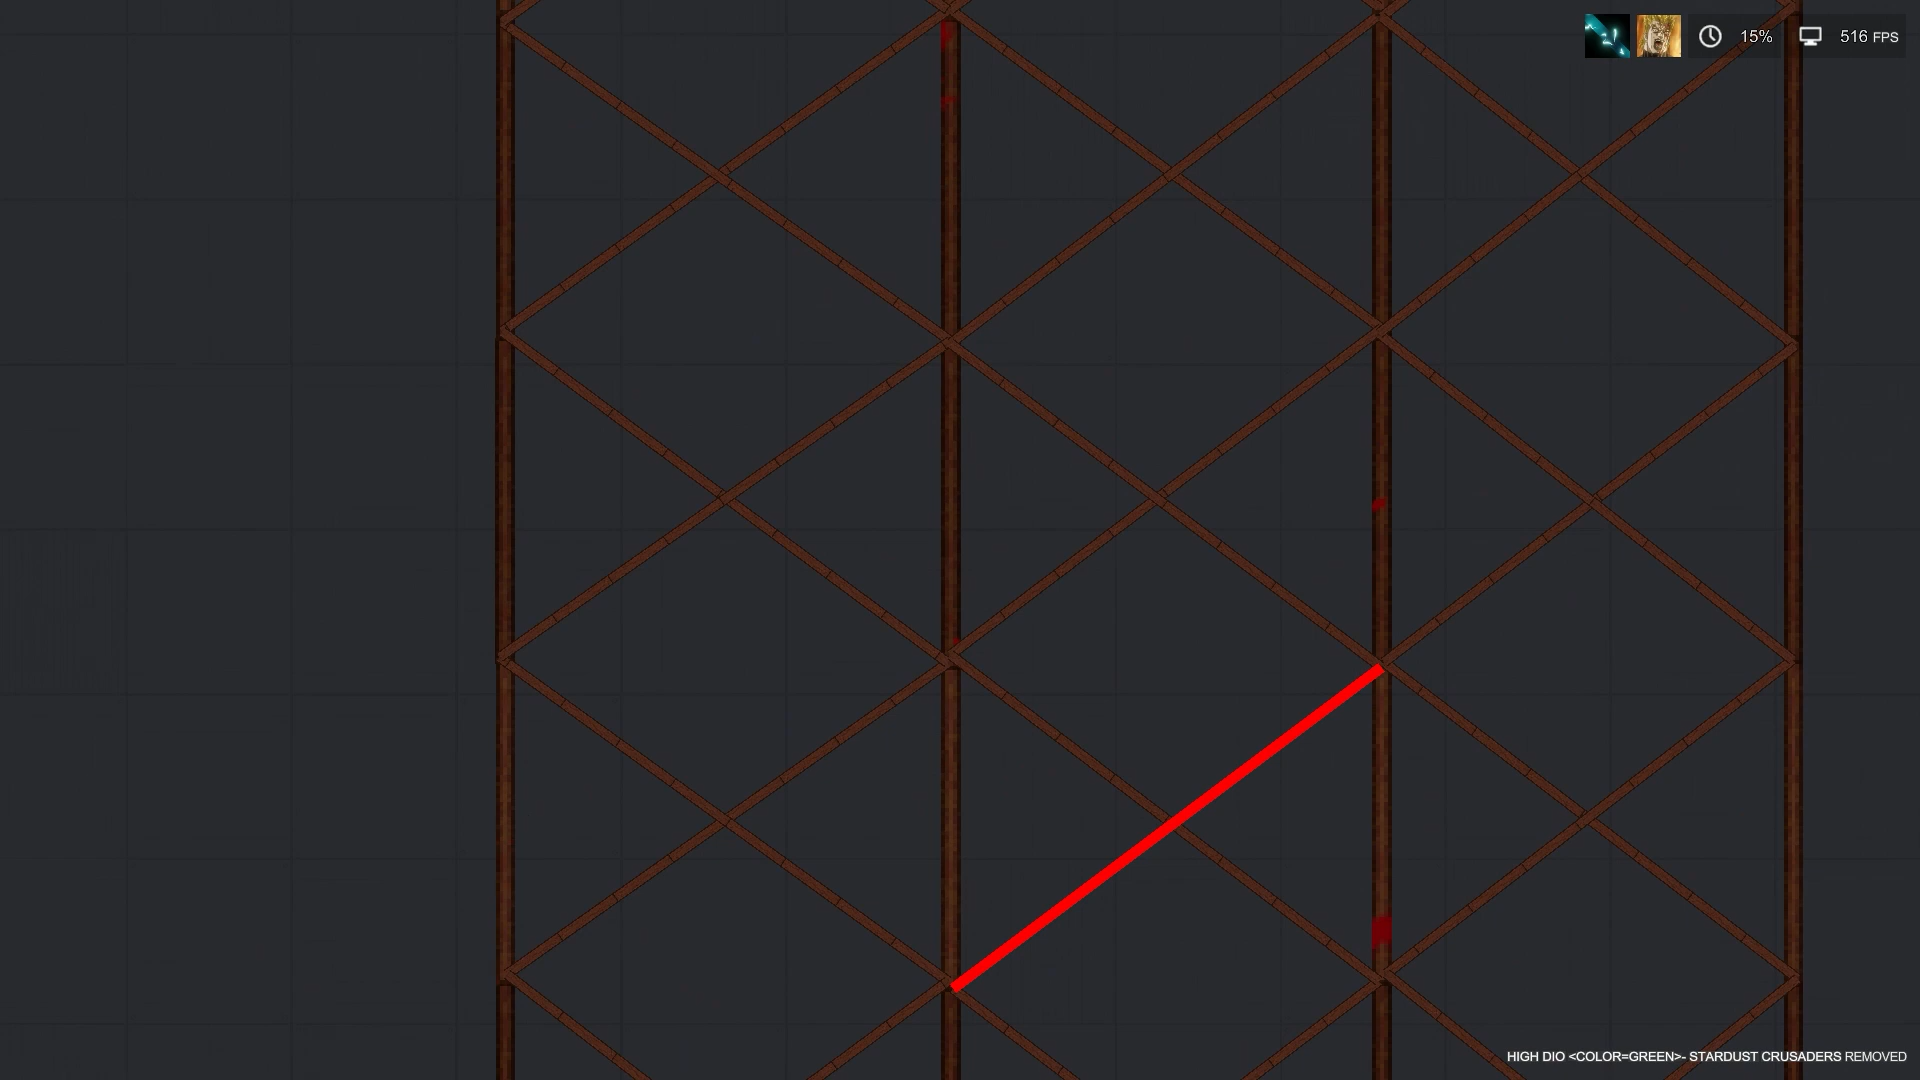 15%
516 FPS
HIGH DIO <COLOR=GREEN>- STARDUST CRUSADERS REMOVED